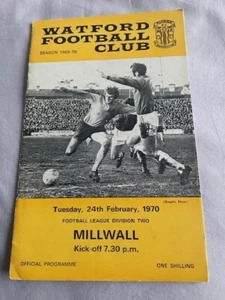 WATFORD
FOOTBALL
CLUB
SEASON 1969-70
Tuesday, 24th February, 1970
FOOTBALL LEAGUE DIVISION TWO
MILLWALL
Kick-off 7.30 p.m.
OFFICIAL PROGRAMME
ONE SHILLING